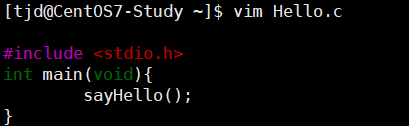 [tjd@CentOS7-Study ~]$ vim Hello.c
#include <stdio.h>
int main(void){
        sayHello();
}